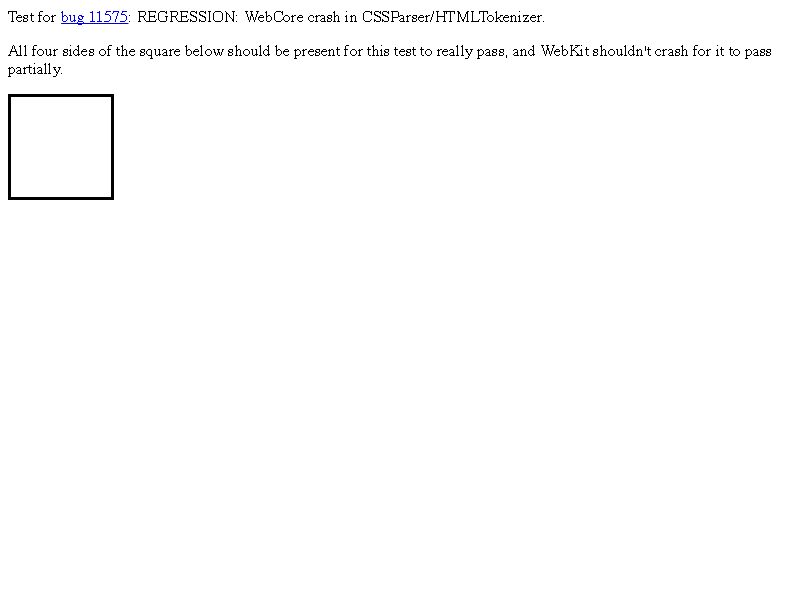 Test for bug 11575: REGRESSION: WebCore crash in CSSParser/HTMLTokenizer.
All four sides of the square below should be present for this test to really pass, and WebKit shouldn't crash for it to pass
partially.